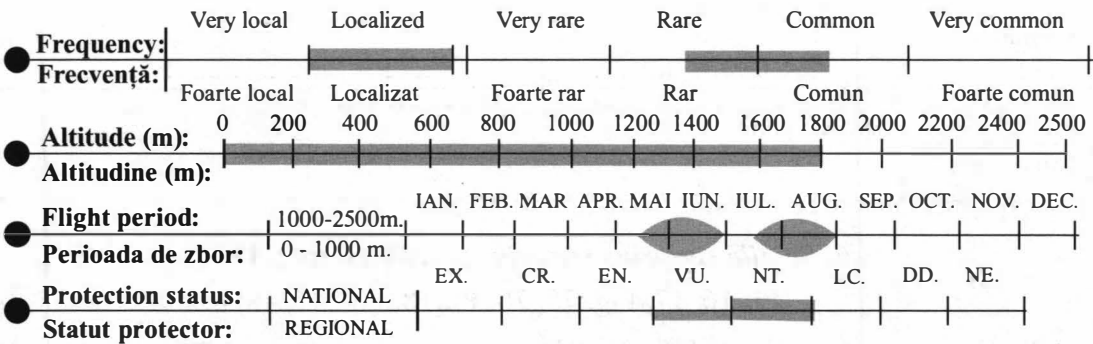 Very local Localized Very rare Rare Common Very common
Frequency:
Frecvență:
Foarte local Localizat Foarte rar Rar Comun Foarte comun
0 200 400 600 800 1000 1200 1400 1600 1800 2000 2200 2400 2500
Altitude (m):
Altitudine (m):
IAN. FEB. MAR APR. MAI IUN. IUL. AUG. SEP. OCT. NOV. DEC.
Flight period: 1000-2500m.
Perioada de zbor: 0 - 1000 m.
EX. CR. EN. VU. NT. LC. DD. NE.
Protection status: NATIONAL
Statut protector: REGIONAL